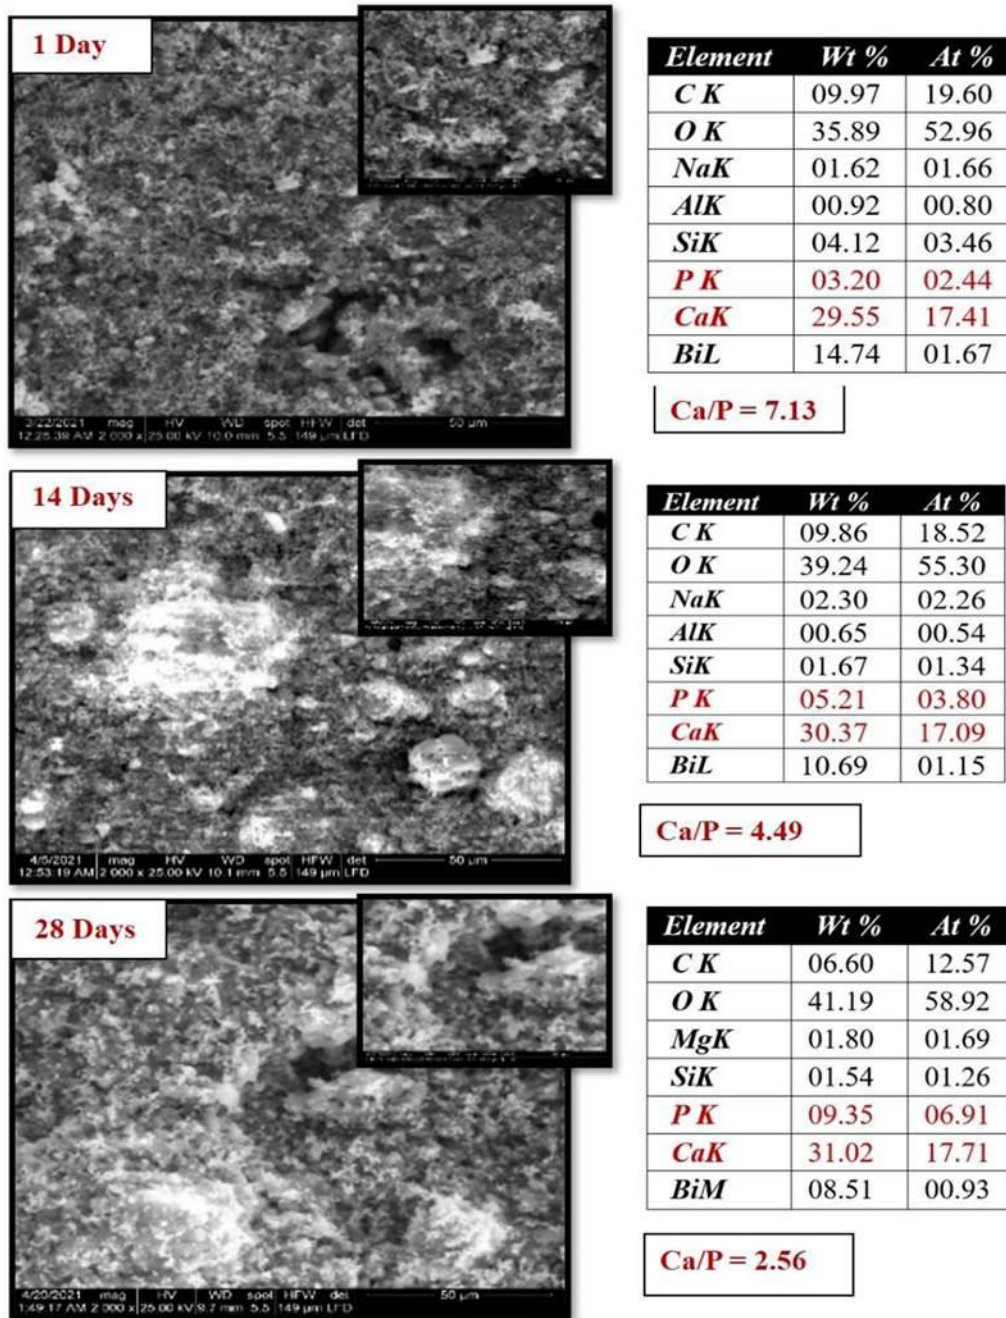 1 Day
3/22/2021 mag HV WD spot HFW det 50 µm
12:25:39 AM 2 000 x 25.00 kV 10.0 mm 5.5 149 µm LFD
Element Wt % At %
C K 09.97 19.60
O K 35.89 52.96
NaK 01.62 01.66
AlK 00.92 00.80
SiK 04.12 03.46
P K 03.20 02.44
CaK 29.55 17.41
BiL 14.74 01.67
Ca/P = 7.13
14 Days
4/5/2021 mag HV WD spot HFW det 50 µm
12:53:19 AM 2 000 x 25.00 kV 10.1 mm 5.5 149 µm LFD
Element Wt % At %
C K 09.86 18.52
O K 39.24 55.30
NaK 02.30 02.26
AlK 00.65 00.54
SiK 01.67 01.34
P K 05.21 03.80
CaK 30.37 17.09
BiL 10.69 01.15
Ca/P = 4.49
28 Days
4/20/2021 mag HV WD spot HFW det 50 µm
1:49:17 AM 2 000 x 25.00 kV 9.7 mm 5.5 149 µm LFD
Element Wt % At %
C K 06.60 12.57
O K 41.19 58.92
MgK 01.80 01.69
SiK 01.54 01.26
P K 09.35 06.91
CaK 31.02 17.71
BiM 08.51 00.93
Ca/P = 2.56